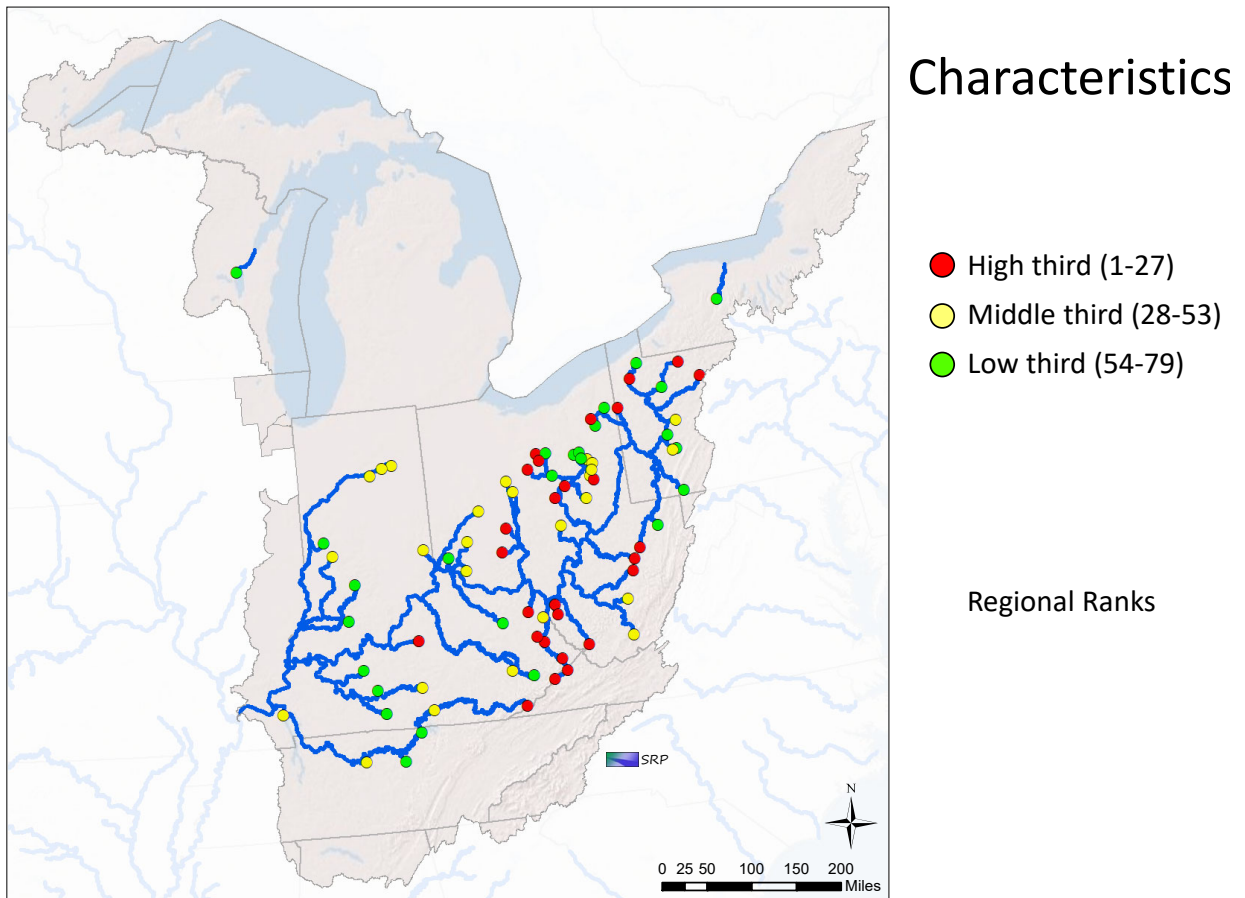 Characteristics
High third (1-27)
Middle third (28-53)
Low third (54-79)
Regional Ranks
SRP
N
0 25 50 100 150 200
Miles